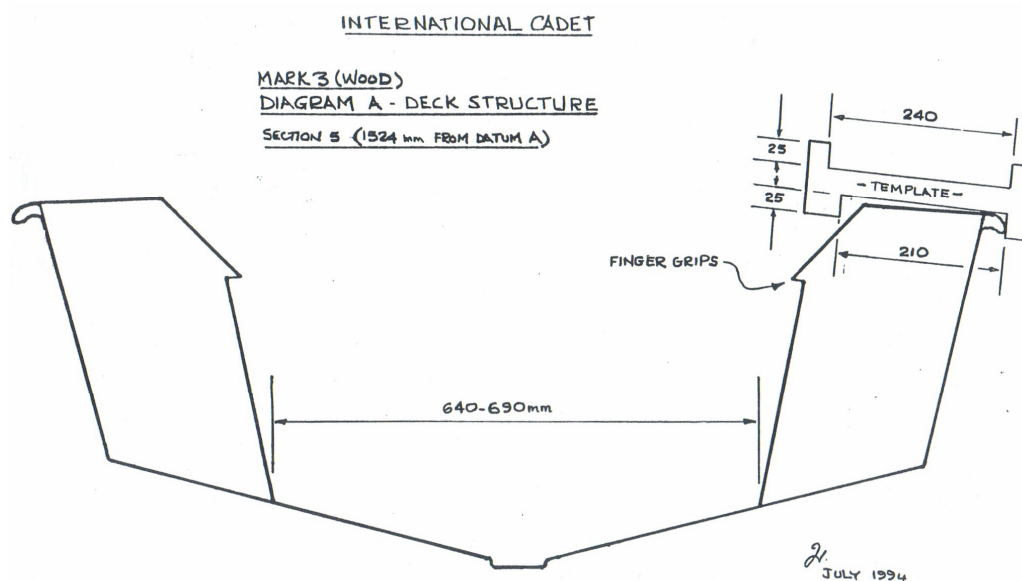 INTERNATIONAL CADET
MARK 3 (WOOD)
DIAGRAM A - DECK STRUCTURE
SECTION 5 (1524 mm FROM DATUM A)
240
25
- TEMPLATE -
25
FINGER GRIPS
210
640-690mm
JULY 1994